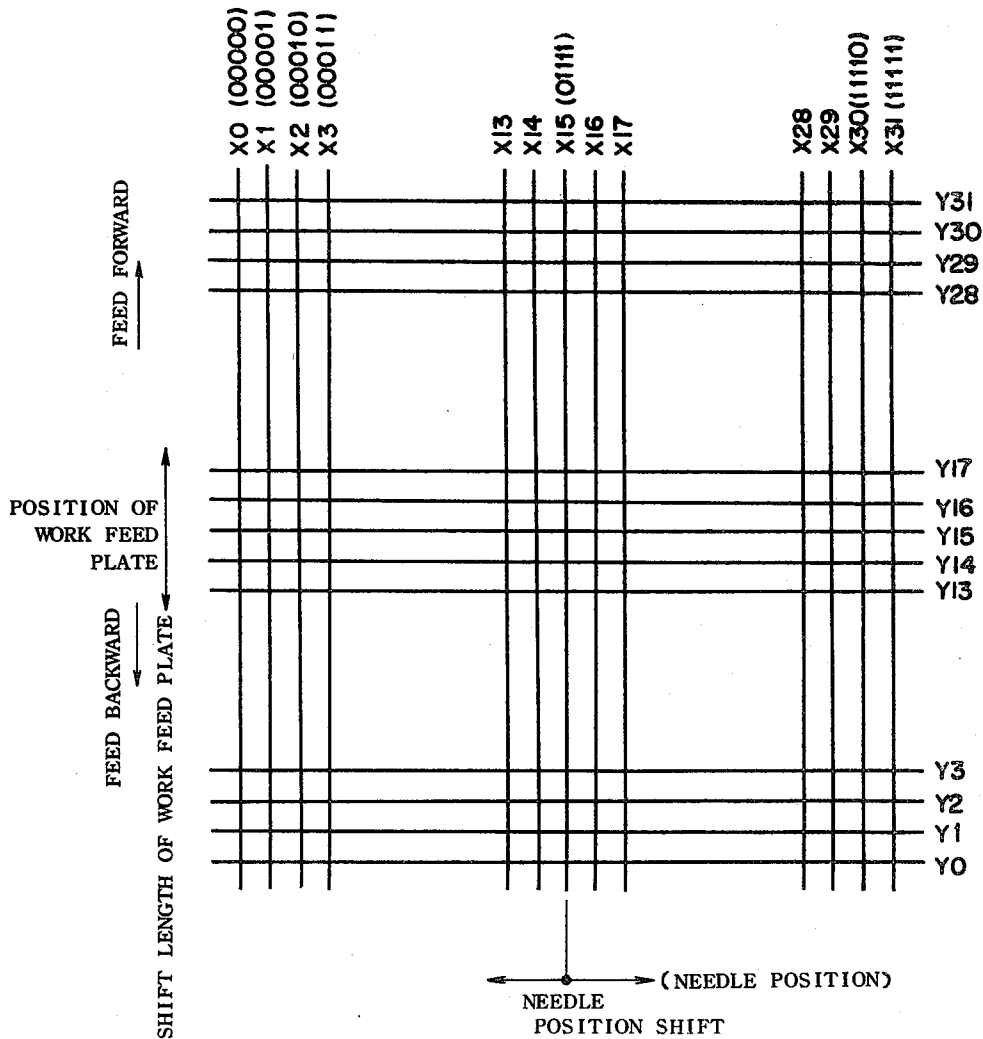 X0 (00000)
X1 (00001)
X2 (00010)
X3 (00011)
X13
X14
X15 (01111)
X16
X17
X28
X29
X30(11110)
X31 (11111)
FEED FORWARD
Y31
Y30
Y29
Y28
POSITION OF
WORK FEED
PLATE
Y17
Y16
Y15
Y14
Y13
FEED BACKWARD
SHIFT LENGTH OF WORK FEED PLATE
Y3
Y2
Y1
Y0
(NEEDLE POSITION)
NEEDLE
POSITION SHIFT